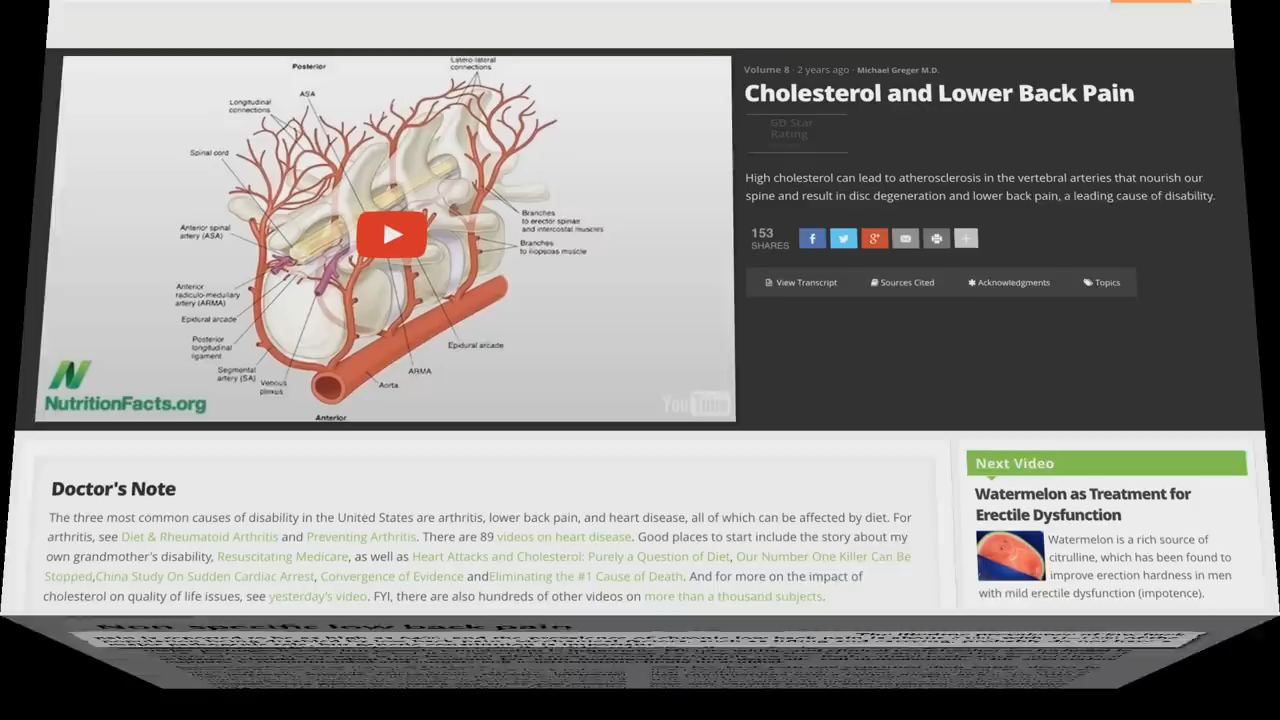 Posterior
Latero-lateral
connections
ASA
Longitudinal
connections
Spinal cord
Anterior spinal
artery (ASA)
Branches
to erector spinae
and intercostal muscles
Branches
to iliopsoas muscle
Anterior
radiculo-medullary
artery (ARMA)
Epidural arcade
Posterior
longitudinal
ligament
Segmental
artery (SA)
Venous
plexus
Epidural arcade
ARMA
Aorta
Anterior
NutritionFacts.org
YouTube
Volume 8 · 2 years ago · Michael Greger M.D.
Cholesterol and Lower Back Pain
GD Star
Rating
High cholesterol can lead to atherosclerosis in the vertebral arteries that nourish our
spine and result in disc degeneration and lower back pain, a leading cause of disability.
153
SHARES
View Transcript Sources Cited Acknowledgments Topics
Doctor's Note
The three most common causes of disability in the United States are arthritis, lower back pain, and heart disease, all of which can be affected by diet. For
arthritis, see Diet & Rheumatoid Arthritis and Preventing Arthritis. There are 89 videos on heart disease. Good places to start include the story about my
own grandmother's disability, Resuscitating Medicare, as well as Heart Attacks and Cholesterol: Purely a Question of Diet, Our Number One Killer Can Be
Stopped,China Study On Sudden Cardiac Arrest, Convergence of Evidence andEliminating the #1 Cause of Death. And for more on the impact of
cholesterol on quality of life issues, see yesterday's video. FYI, there are also hundreds of other videos on more than a thousand subjects.
Next Video
Watermelon as Treatment for
Erectile Dysfunction
Watermelon is a rich source of
citrulline, which has been found to
improve erection hardness in men
with mild erectile dysfunction (impotence).
Non specific low back pain